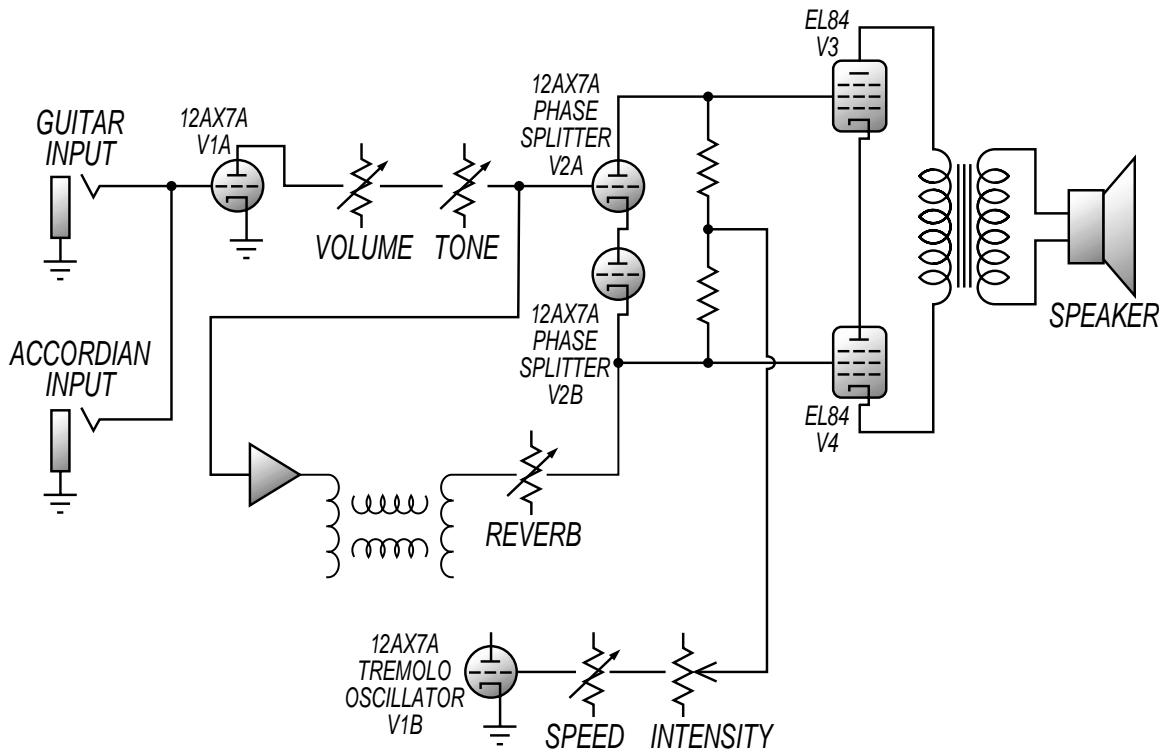 GUITAR
INPUT
12AX7A
V1A
VOLUME
TONE
12AX7A
PHASE
SPLITTER
V2A
EL84
V3
ACCORDIAN
INPUT
12AX7A
PHASE
SPLITTER
V2B
EL84
V4
SPEAKER
REVERB
12AX7A
TREMOLO
OSCILLATOR
V1B
SPEED
INTENSITY